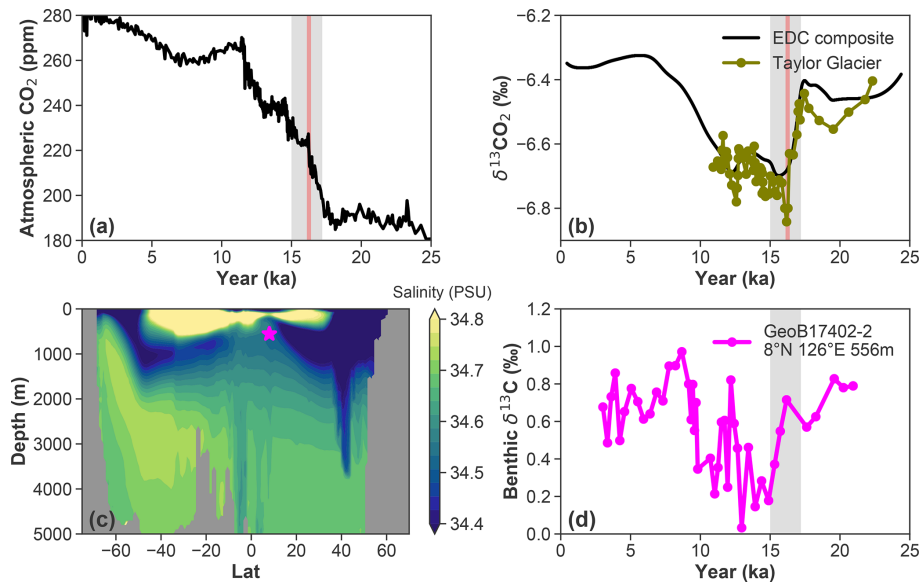 280
260
240
220
200
180
Atmospheric CO2 (ppm)
(a)
0 5 10 15 20 25
Year (ka)
−6.2
−6.4
−6.6
−6.8
δ13CO2 (‰)
EDC composite
Taylor Glacier
(b)
0 5 10 15 20 25
Year (ka)
Salinity (PSU)
0
1000
2000
3000
4000
5000
Depth (m)
(c)
−60 −40 −20 0 20 40 60
Lat
34.8
34.7
34.6
34.5
34.4
1.2
1.0
0.8
0.6
0.4
0.2
0.0
Benthic δ13C (‰)
GeoB17402-2
8°N 126°E 556m
(d)
0 5 10 15 20 25
Year (ka)